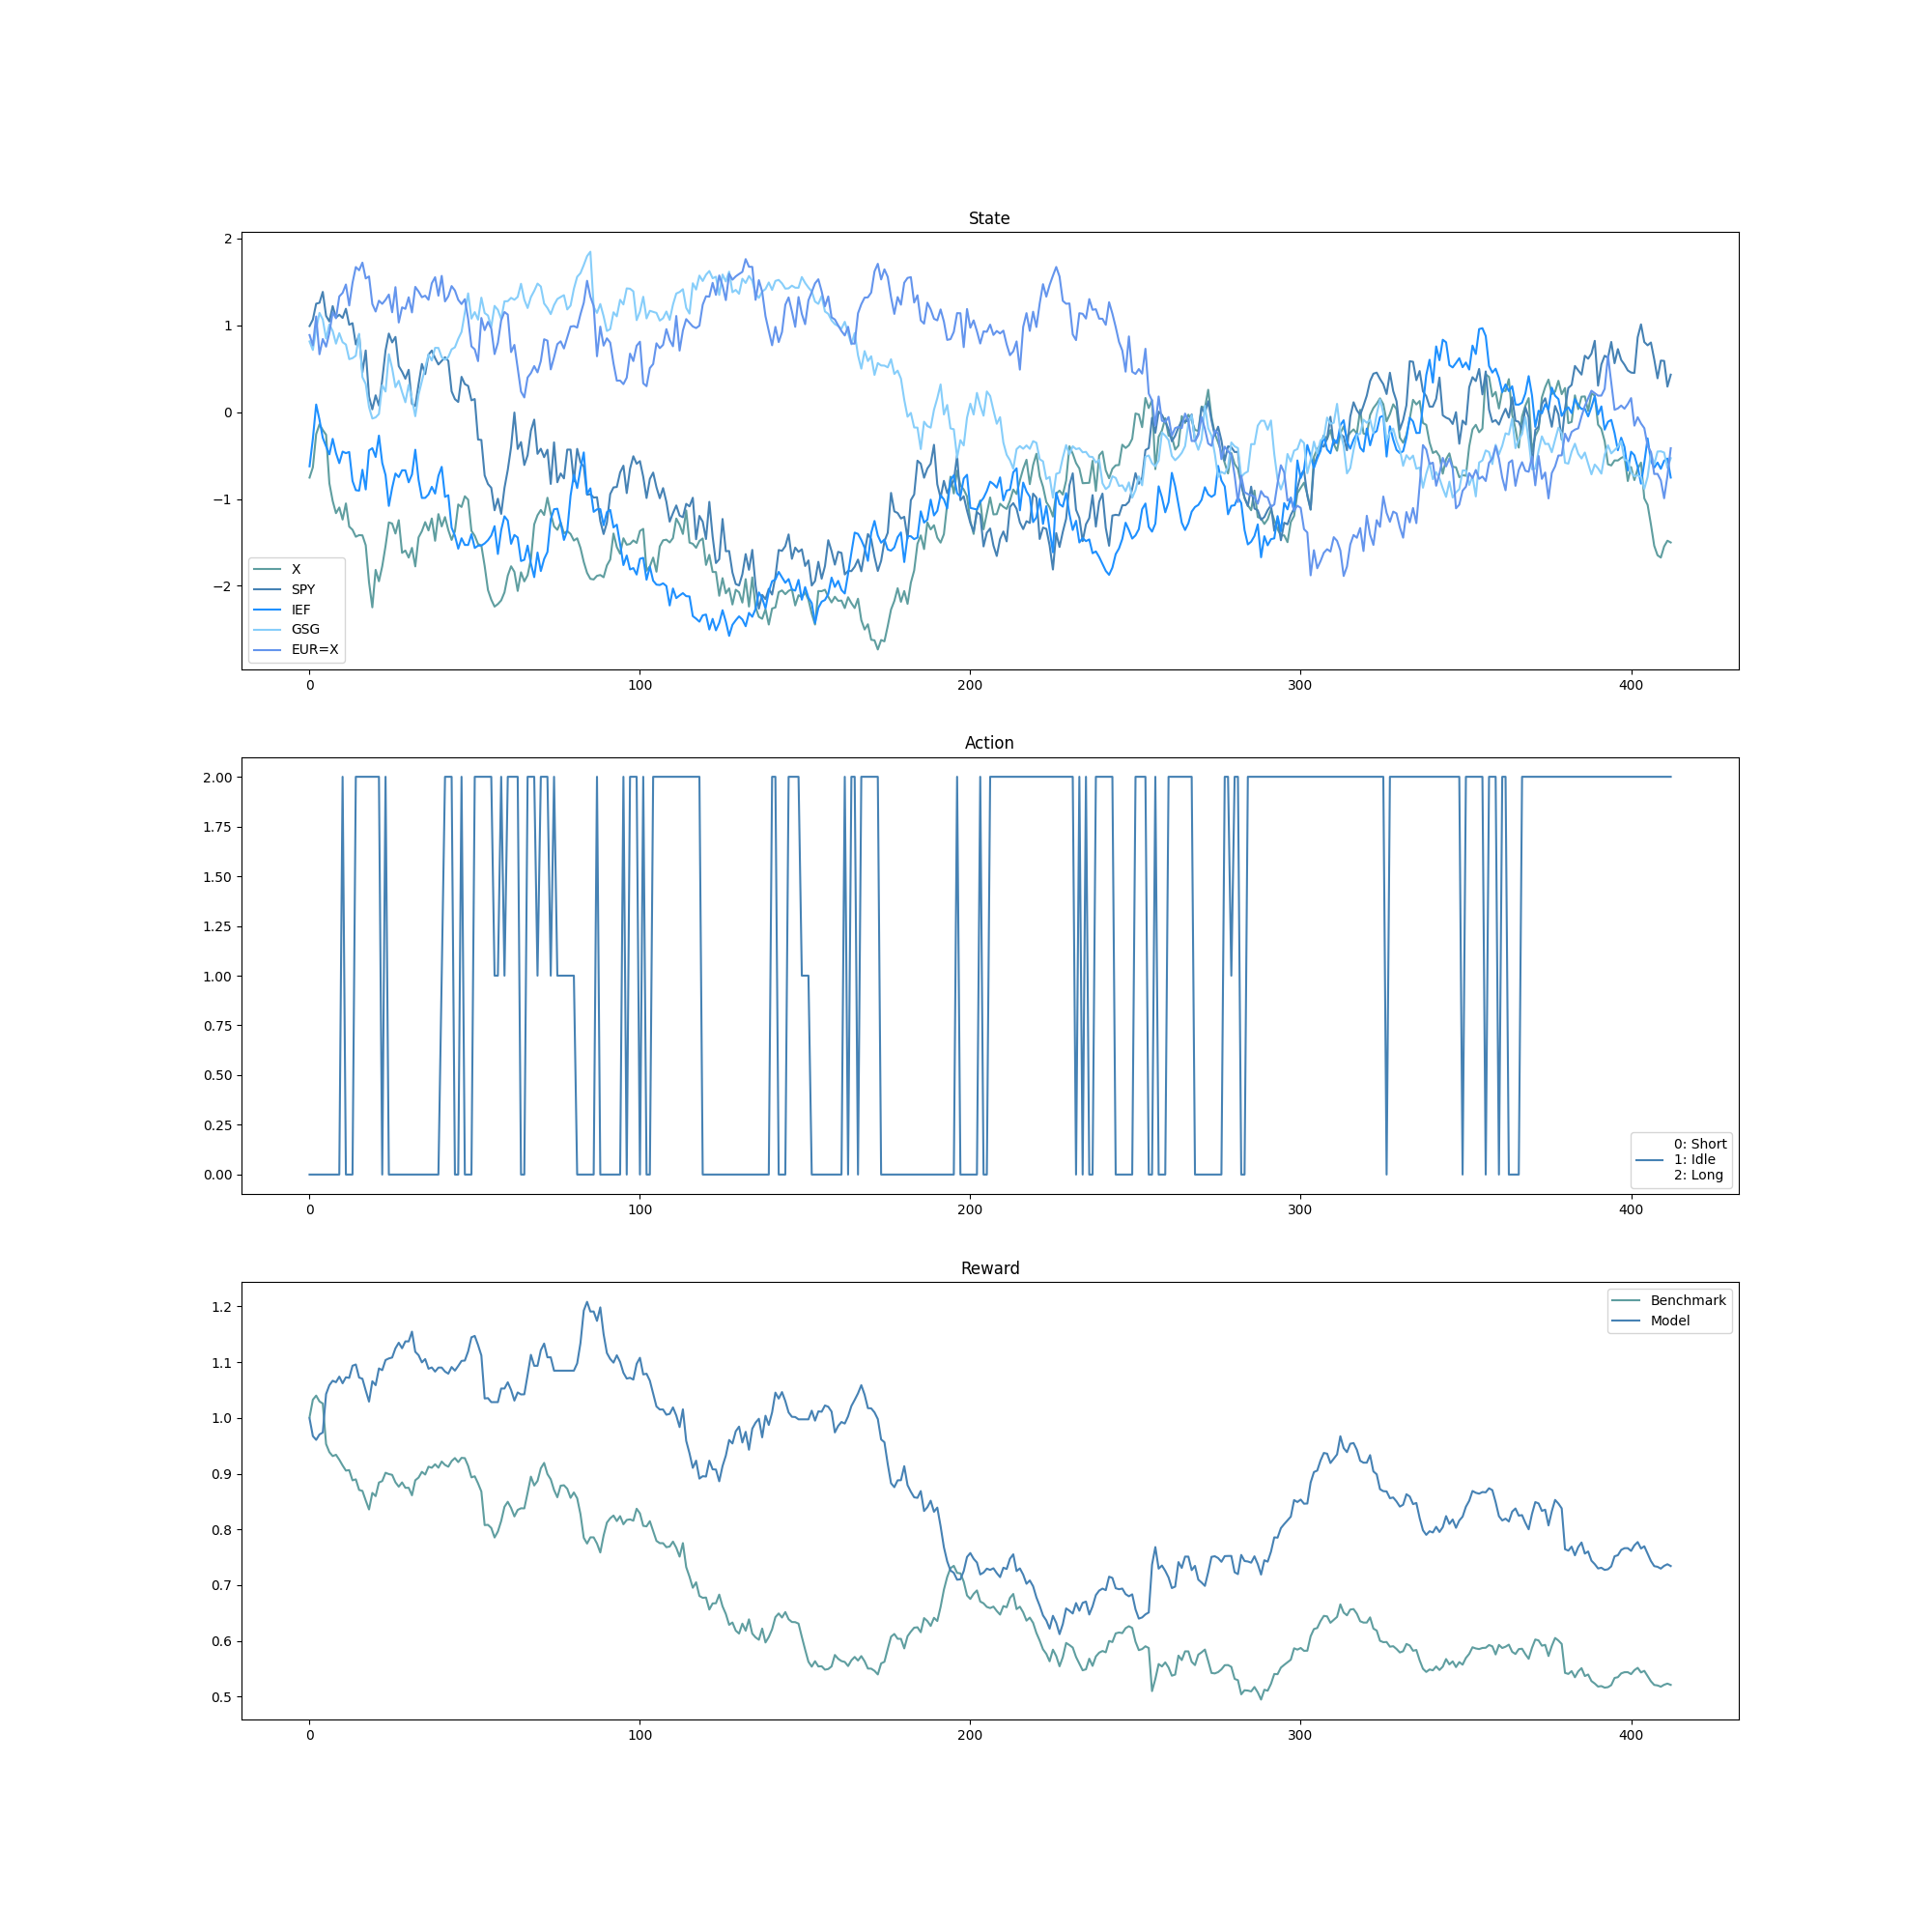 State
2
1
0
−1
−2
X
SPY
IEF
GSG
EUR=X
0 100 200 300 400
Action
2.00
1.75
1.50
1.25
1.00
0.75
0.50
0.25
0.00
0: Short
1: Idle
2: Long
0 100 200 300 400
Reward
1.2
1.1
1.0
0.9
0.8
0.7
0.6
0.5
Benchmark
Model
0 100 200 300 400